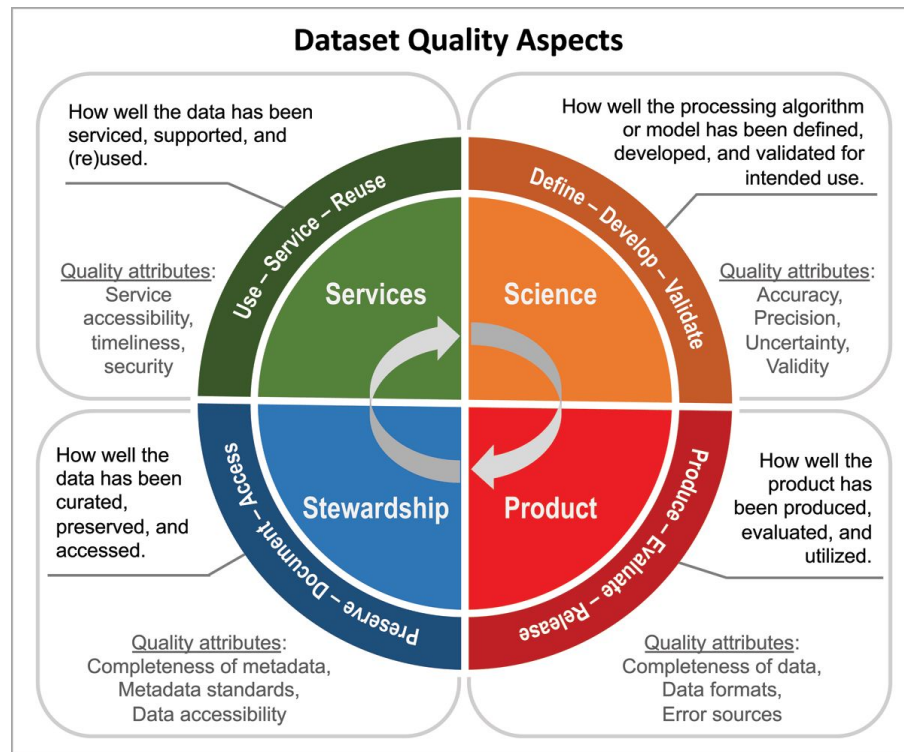 Dataset Quality Aspects
How well the data has been
serviced, supported, and
(re)used.
How well the processing algorithm
or model has been defined,
developed, and validated for
intended use.
Use – Service – Reuse
Define – Develop – Validate
Quality attributes:
Service
accessibility,
timeliness,
security
Services
Science
Quality attributes:
Accuracy,
Precision,
Uncertainty,
Validity
How well the
data has been
curated,
preserved, and
accessed.
Stewardship
Product
How well the
product has
been produced,
evaluated, and
utilized.
Preserve – Document – Access
Produce – Evaluate – Release
Quality attributes:
Completeness of metadata,
Metadata standards,
Data accessibility
Quality attributes:
Completeness of data,
Data formats,
Error sources